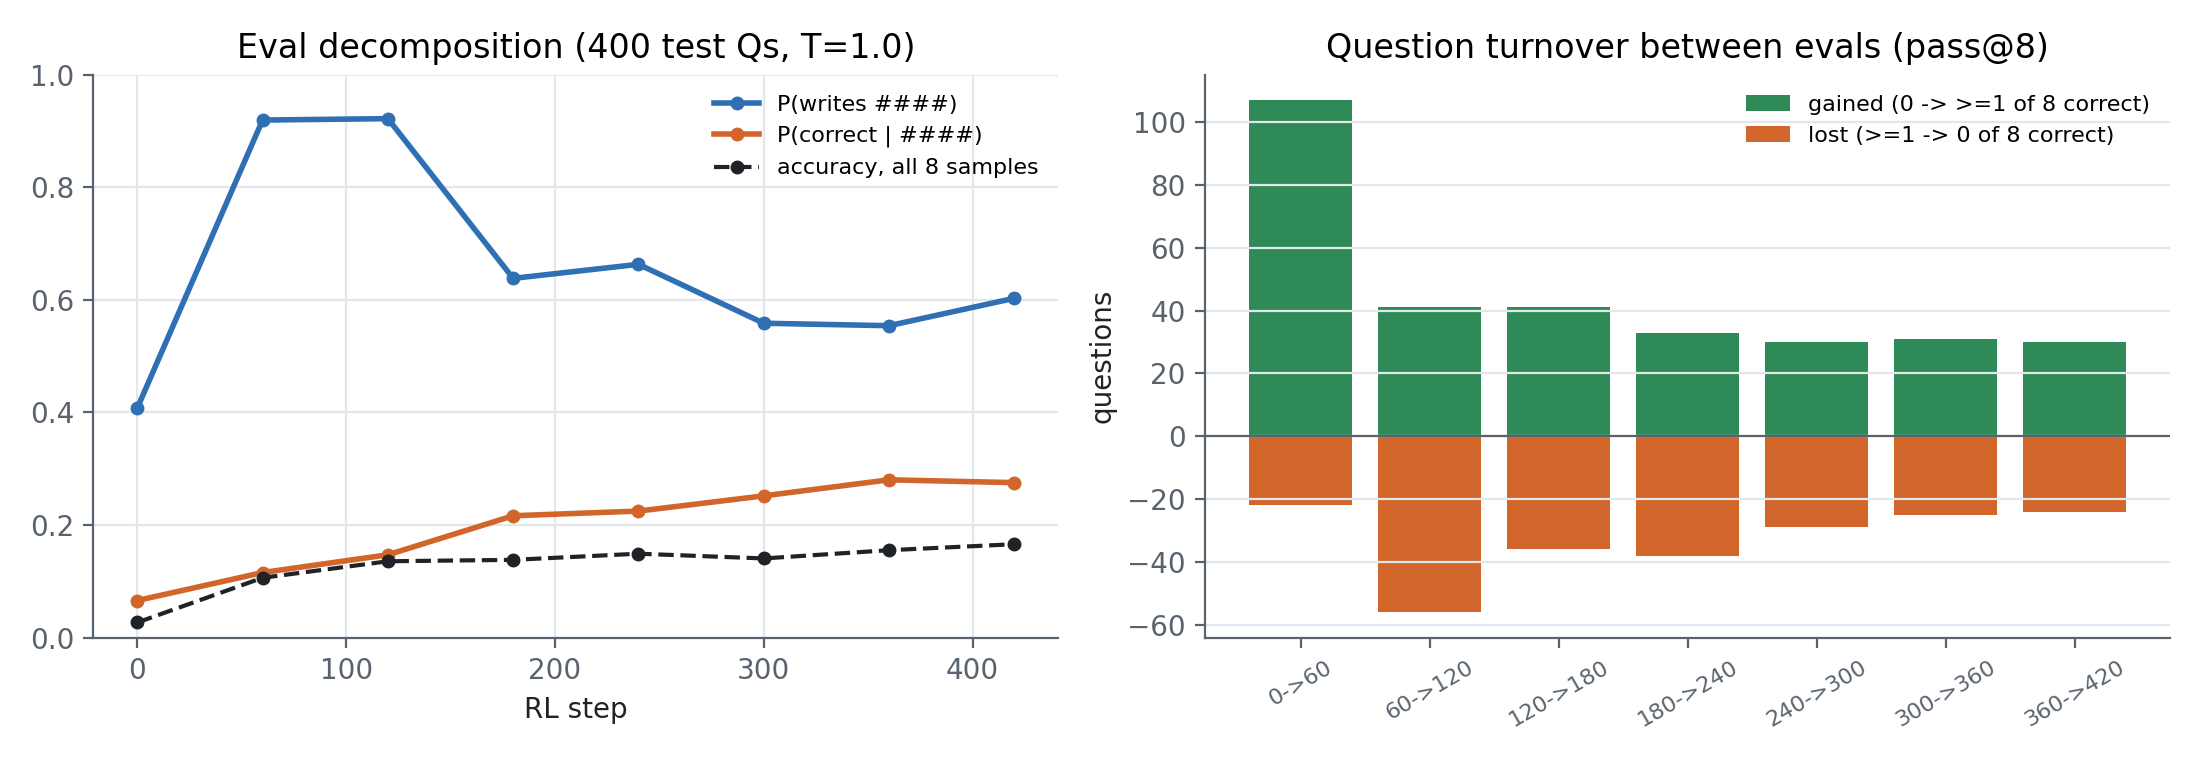 Eval decomposition (400 test Qs, T=1.0)
1.0
0.8
0.6
0.4
0.2
0.0
P(writes ####)
P(correct | ####)
accuracy, all 8 samples
0 100 200 300 400
RL step
Question turnover between evals (pass@8)
questions
100
80
60
40
20
0
−20
−40
−60
gained (0 -> >=1 of 8 correct)
lost (>=1 -> 0 of 8 correct)
0->60 60->120 120->180 180->240 240->300 300->360 360->420